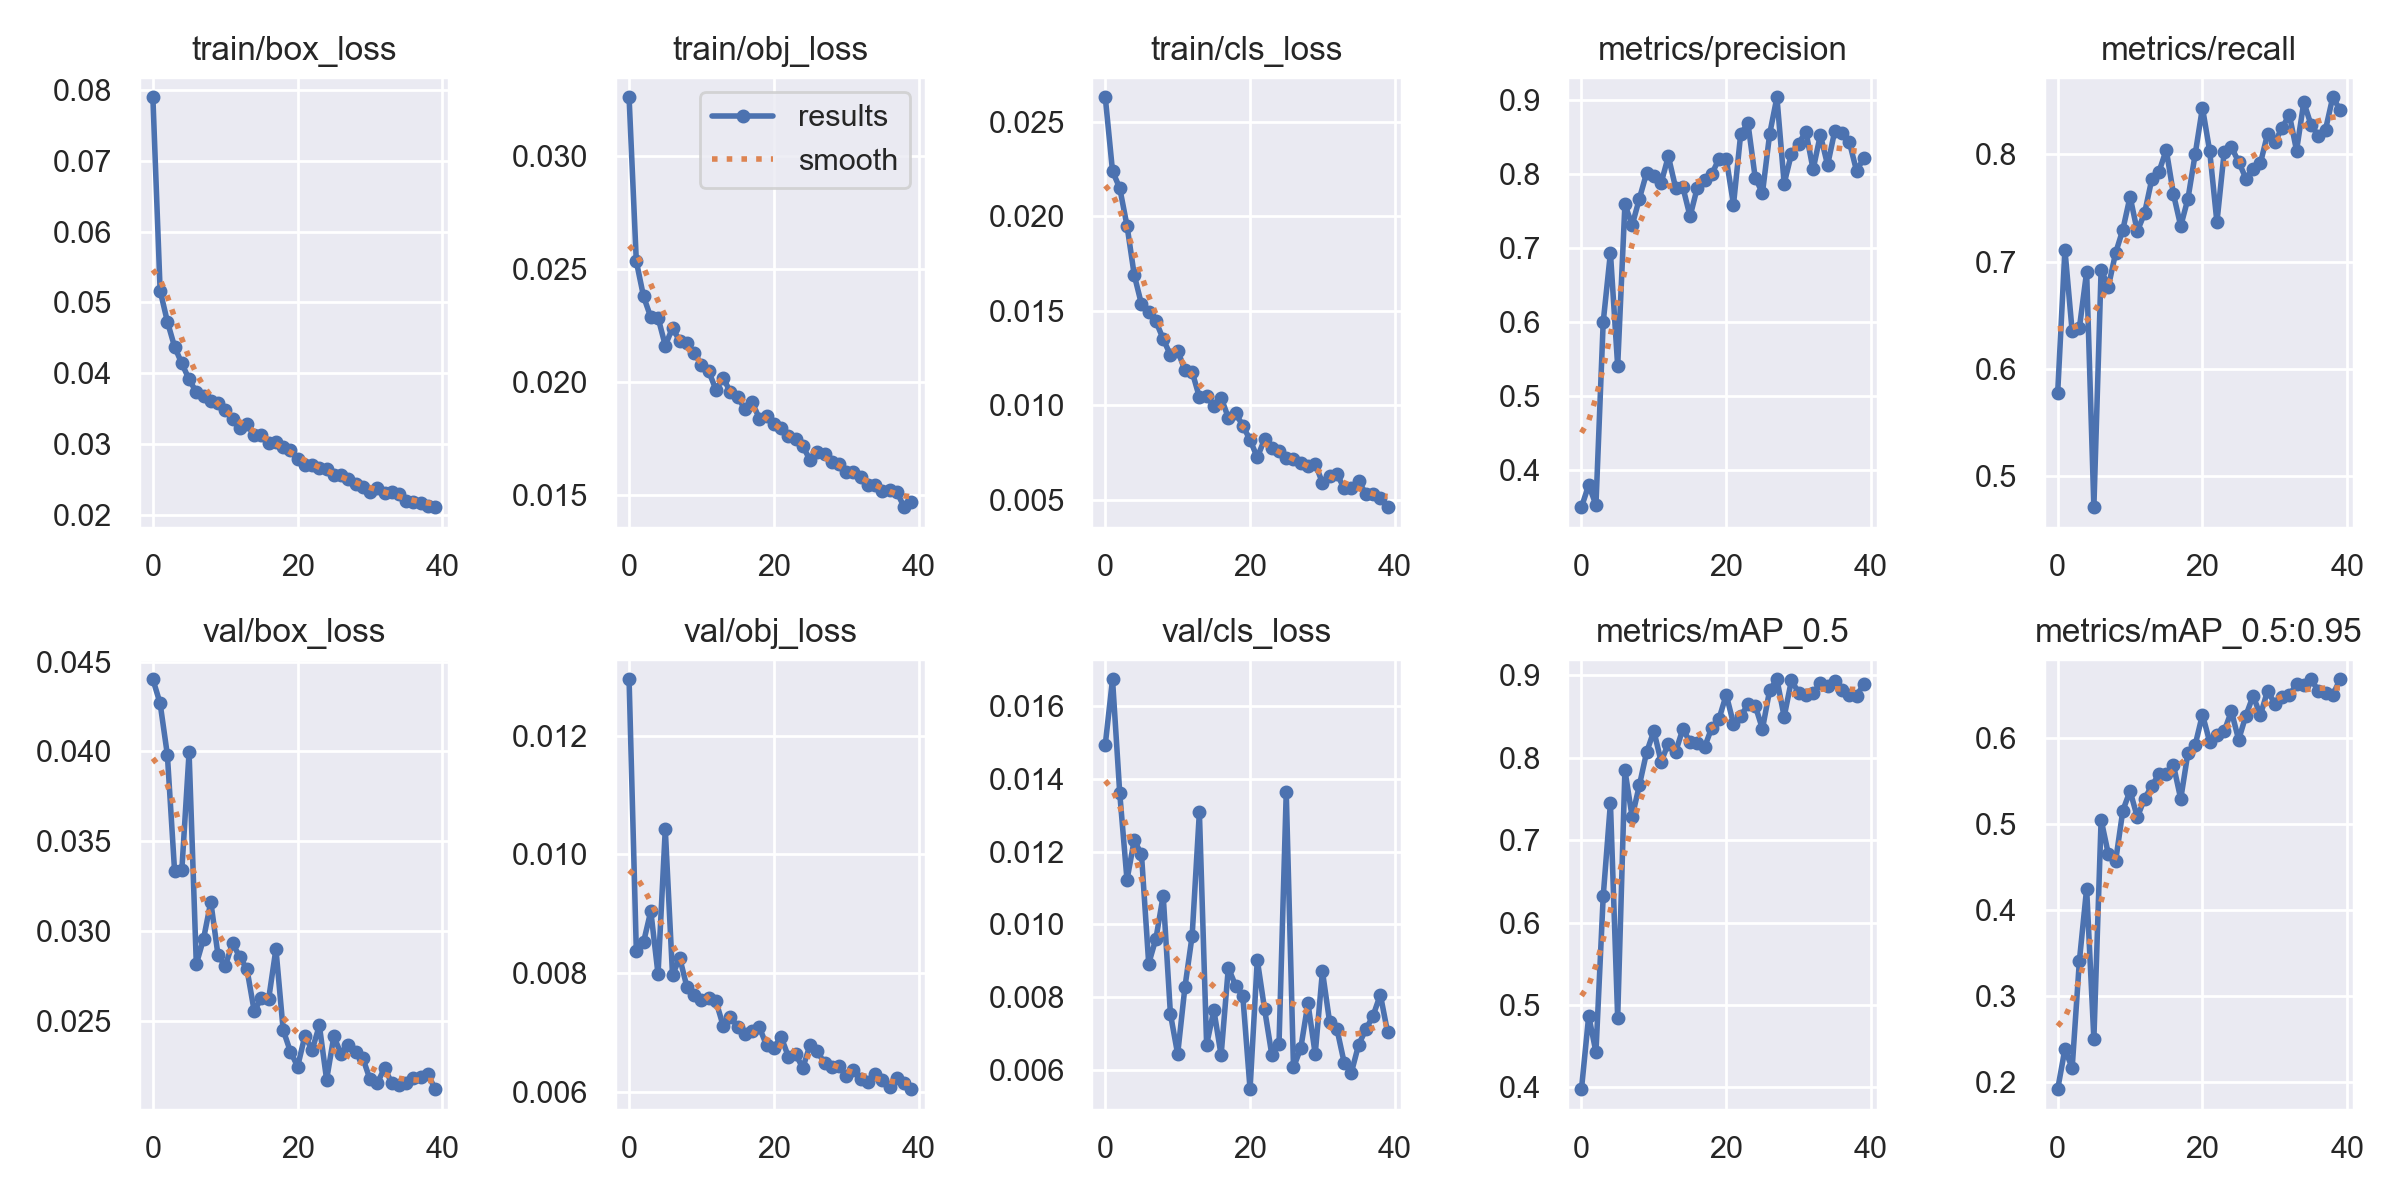 train/box_loss
0.08
0.07
0.06
0.05
0.04
0.03
0.02
0 20 40
train/obj_loss
results
smooth
0.030
0.025
0.020
0.015
0 20 40
train/cls_loss
0.025
0.020
0.015
0.010
0.005
0 20 40
metrics/precision
0.9
0.8
0.7
0.6
0.5
0.4
0 20 40
metrics/recall
0.8
0.7
0.6
0.5
0 20 40
val/box_loss
0.045
0.040
0.035
0.030
0.025
0 20 40
val/obj_loss
0.012
0.010
0.008
0.006
0 20 40
val/cls_loss
0.016
0.014
0.012
0.010
0.008
0.006
0 20 40
metrics/mAP_0.5
0.9
0.8
0.7
0.6
0.5
0.4
0 20 40
metrics/mAP_0.5:0.95
0.6
0.5
0.4
0.3
0.2
0 20 40